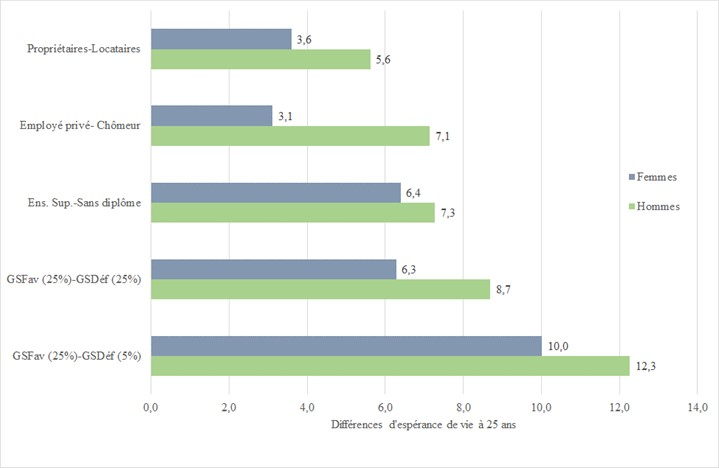 Propriétaires-Locataires
3,6
5,6
Employé privé- Chômeur
3,1
7,1
Ens. Sup.-Sans diplôme
6,4
7,3
GSFav (25%)-GSDéf (25%)
6,3
8,7
GSFav (25%)-GSDéf (5%)
10,0
12,3
Femmes
Hommes
0,0 2,0 4,0 6,0 8,0 10,0 12,0 14,0
Différences d'espérance de vie à 25 ans